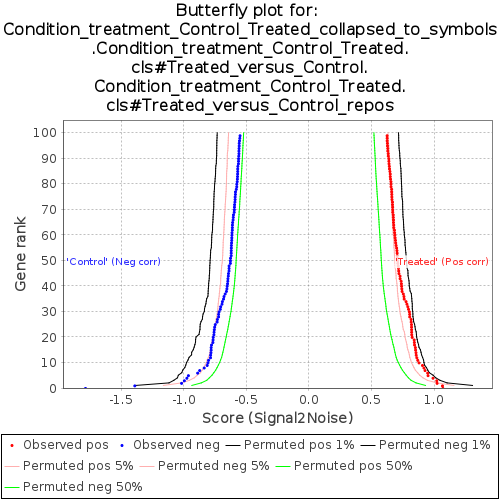 Butterfly plot for:
Condition_treatment_Control_Treated_collapsed_to_symbols
.Condition_treatment_Control_Treated.
cls#Treated_versus_Control.
Condition_treatment_Control_Treated.
cls#Treated_versus_Control_repos
100
90
80
70
60
50
40
30
20
10
0
Gene rank
'Control' (Neg corr)
'Treated' (Pos corr)
-1.5 -1.0 -0.5 0.0 0.5 1.0
Score (Signal2Noise)
Observed pos Observed neg Permuted pos 1% Permuted neg 1%
Permuted pos 5% Permuted neg 5% Permuted pos 50%
Permuted neg 50%